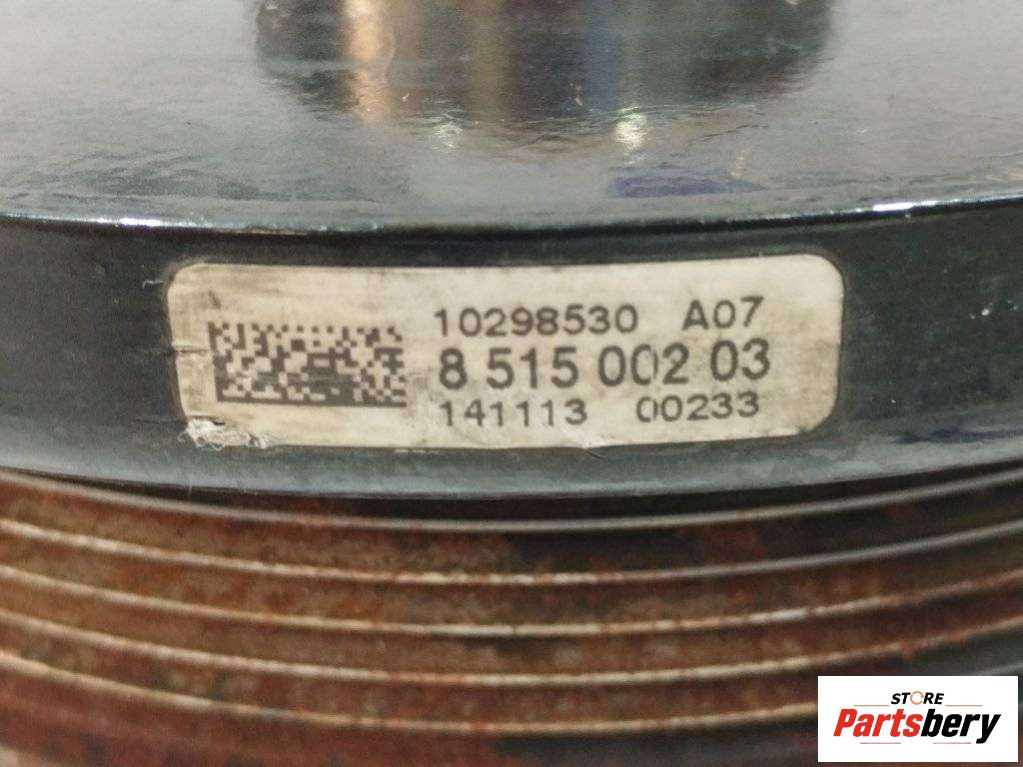 10298530 A07
8 515 002 03
141113 00233
STORE
Partsbery